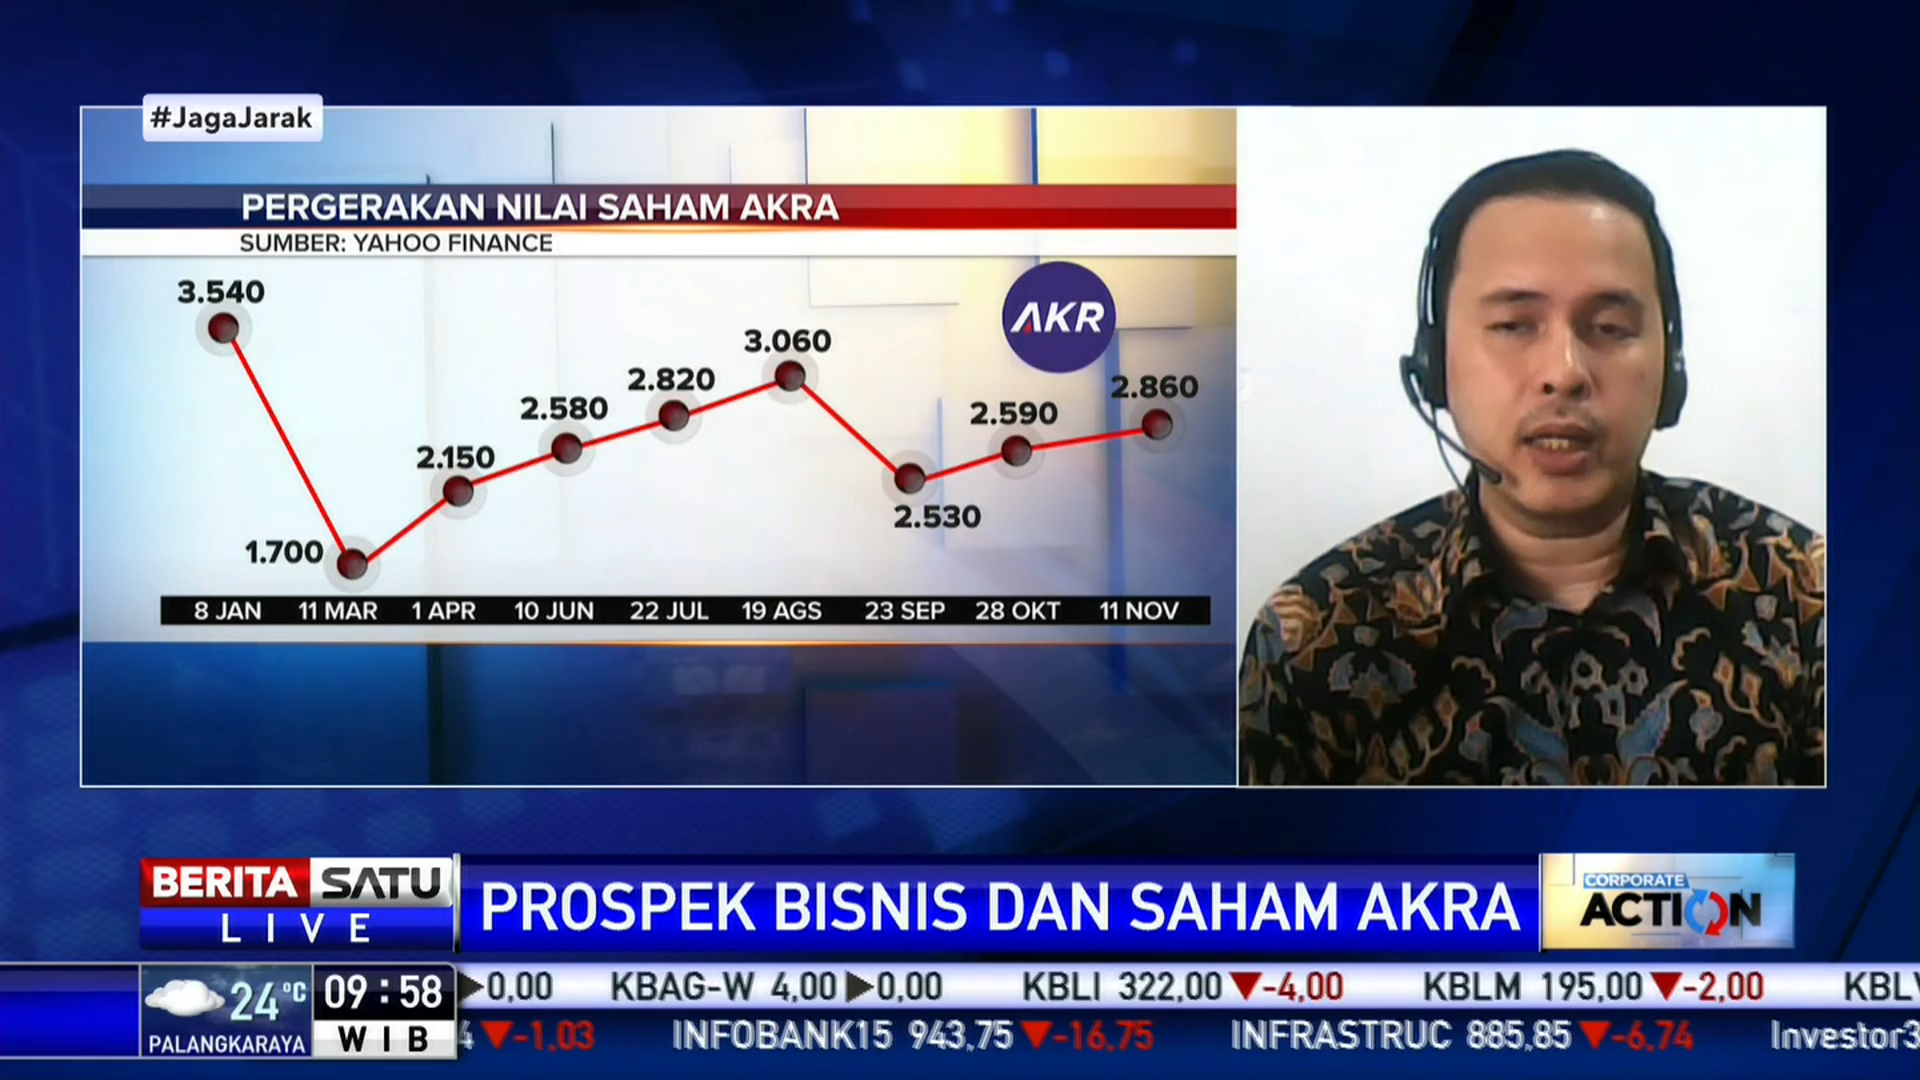 #JagaJarak
PERGERAKAN NILAI SAHAM AKRA
SUMBER: YAHOO FINANCE
AKR
3.540
1.700
2.150
2.580
2.820
3.060
2.530
2.590
2.860
8 JAN 11 MAR 1 APR 10 JUN 22 JUL 19 AGS 23 SEP 28 OKT 11 NOV
BERITA SATU
LIVE
PROSPEK BISNIS DAN SAHAM AKRA
CORPORATE
ACTION
24°C
PALANGKARAYA
09:58
WIB
0,00 KBAG-W 4,00 0,00 KBLI 322,00 -4,00 KBLM 195,00 -2,00
-1,03 INFOBANK15 943,75 -16,75 INFRASTRUC 885,85 -6,74